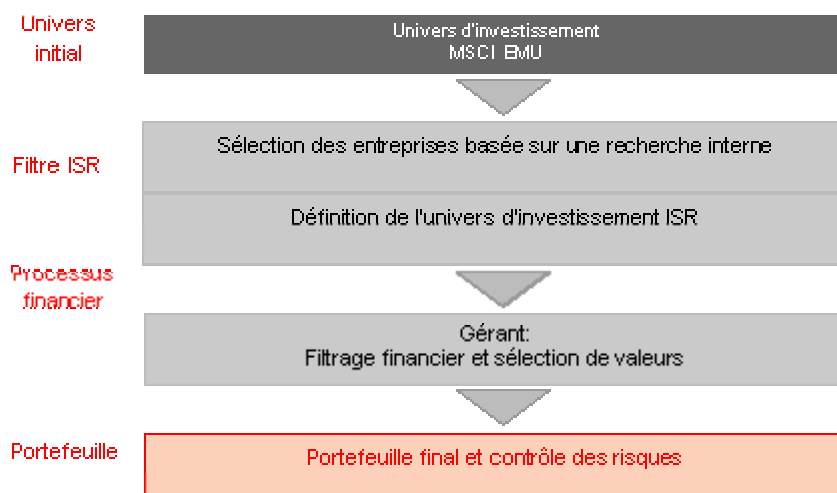 Univers
initial
Univers d'investissement
MSCI EMU
Filtre ISR
Sélection des entreprises basée sur une recherche interne
Définition de l'univers d'investissement ISR
Processus
financier
Gérant:
Filtrage financier et sélection de valeurs
Portefeuille
Portefeuille final et contrôle des risques